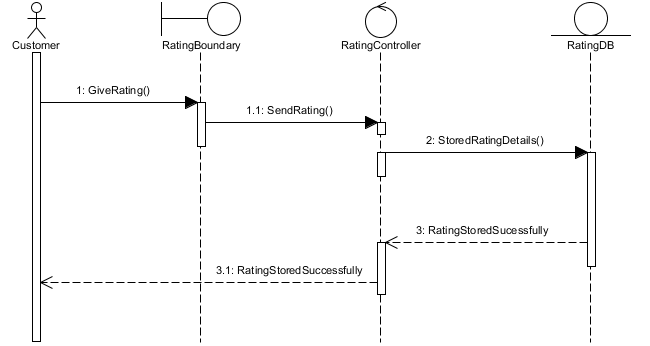 Customer
RatingBoundary
RatingController
RatingDB
1: GiveRating()
1.1: SendRating()
2: StoredRatingDetails()
3: RatingStoredSucessfully
3.1: RatingStoredSuccessfully